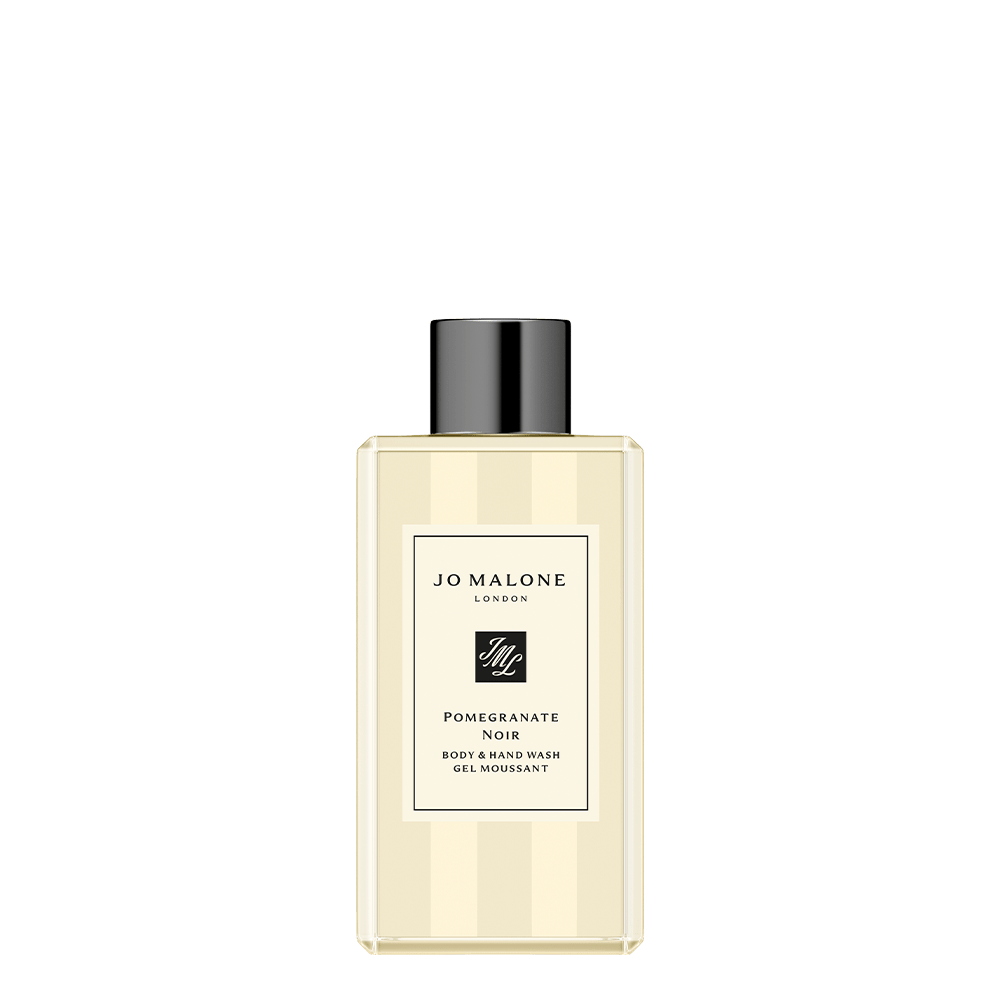 JO MALONE
LONDON
JML
POMEGRANATE
NOIR
BODY & HAND WASH
GEL MOUSSANT